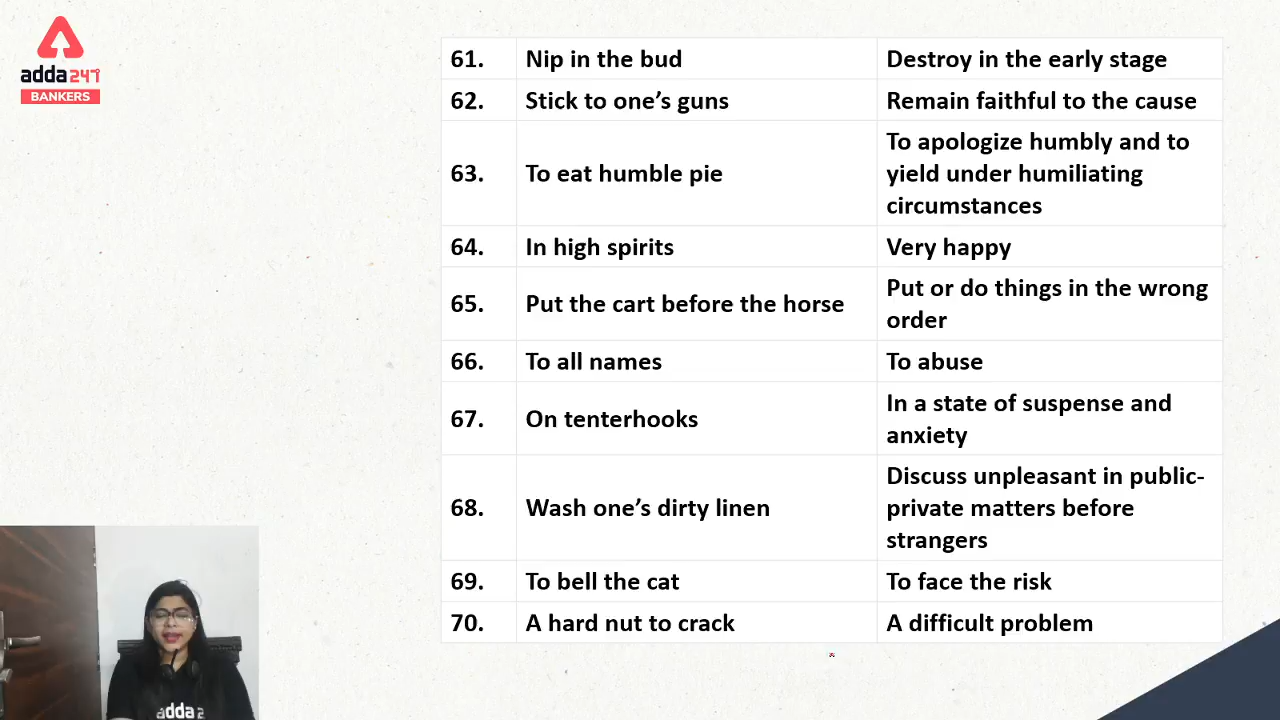 adda247
BANKERS
61. Nip in the bud Destroy in the early stage
62. Stick to one’s guns Remain faithful to the cause
63. To eat humble pie To apologize humbly and to
yield under humiliating
circumstances
64. In high spirits Very happy
65. Put the cart before the horse Put or do things in the wrong
order
66. To all names To abuse
67. On tenterhooks In a state of suspense and
anxiety
68. Wash one’s dirty linen Discuss unpleasant in public-
private matters before
strangers
69. To bell the cat To face the risk
70. A hard nut to crack A difficult problem
adda2